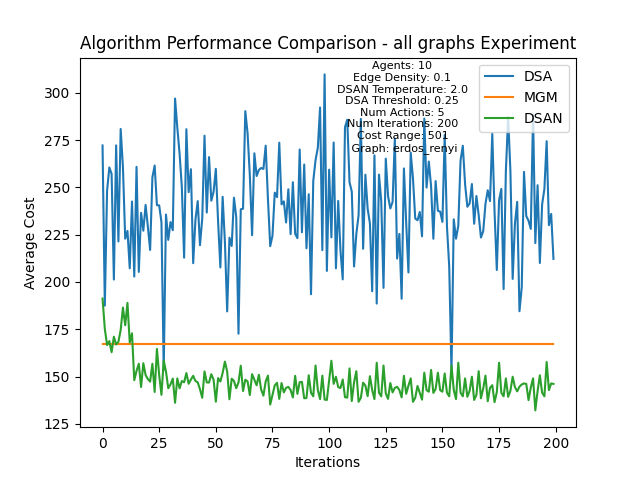 Algorithm Performance Comparison - all graphs Experiment
Agents: 10
Edge Density: 0.1
DSAN Temperature: 2.0
DSA Threshold: 0.25
Num Actions: 5
Num Iterations: 200
Cost Range: 501
Graph: erdos_renyi
DSA
MGM
DSAN
Average Cost
300
275
250
225
200
175
150
125
0
25
50
75
100
125
150
175
200
Iterations